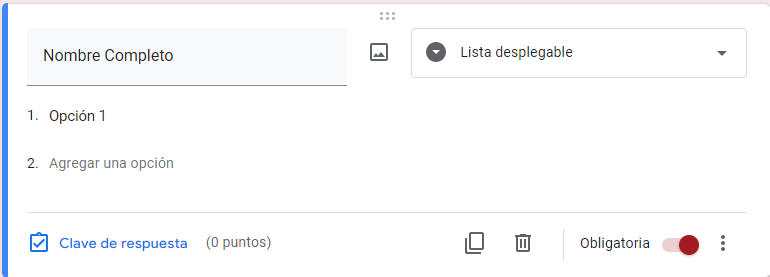 Nombre Completo
Lista desplegable
1. Opción 1
2. Agregar una opción
Clave de respuesta (0 puntos)
Obligatoria